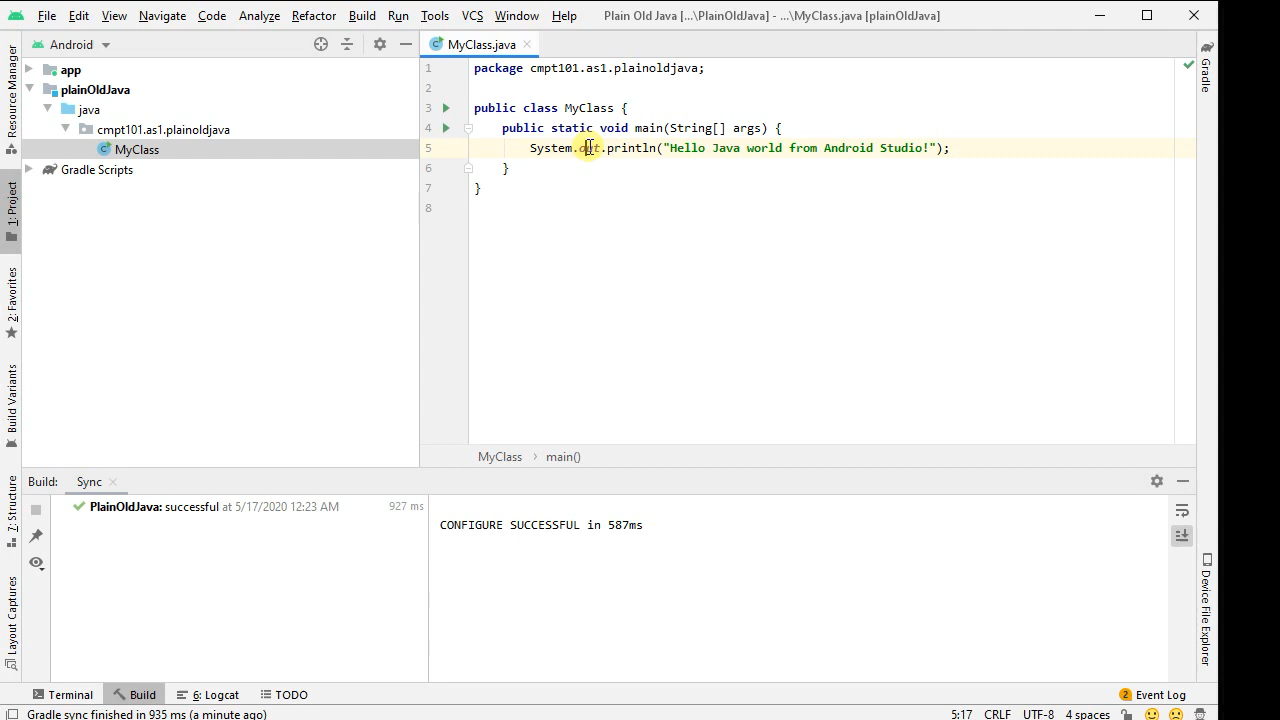 File Edit View Navigate Code Analyze Refactor Build Run Tools VCS Window Help Plain Old Java [...\PlainOldJava] - ...\MyClass.java [plainOldJava]
Android
MyClass.java
Resource Manager
1: Project
2: Favorites
Build Variants
7: Structure
Layout Captures
app
plainOldJava
java
cmpt101.as1.plainoldjava
MyClass
Gradle Scripts
1 package cmpt101.as1.plainoldjava;
2
3 public class MyClass {
4 public static void main(String[] args) {
5 System.out.println("Hello Java world from Android Studio!");
6 }
7 }
8
MyClass main()
Gradle
Device File Explorer
Build: Sync
PlainOldJava: successful at 5/17/2020 12:23 AM 927 ms
CONFIGURE SUCCESSFUL in 587ms
Terminal Build 6: Logcat TODO 2 Event Log
Gradle sync finished in 935 ms (a minute ago) 5:17 CRLF UTF-8 4 spaces